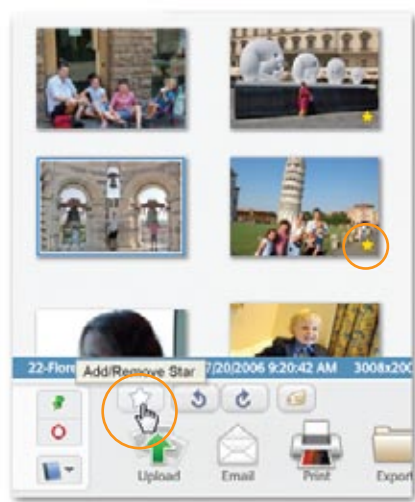 22-Flore
Add/Remove Star
7/20/2006 9:20:42 AM 3008x200
Upload Email Print Export